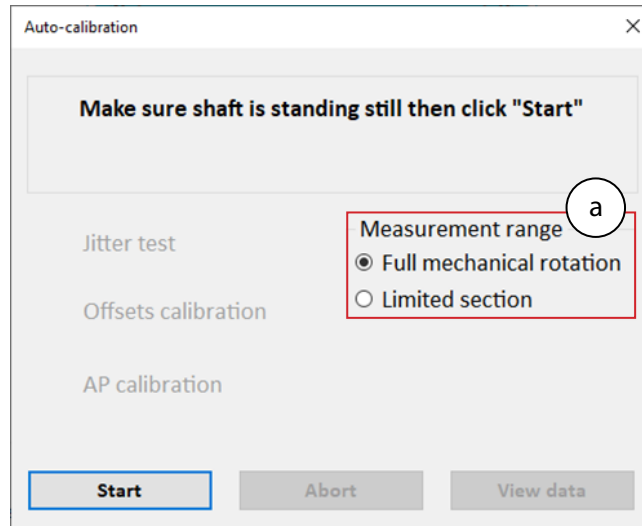 Auto-calibration
Make sure shaft is standing still then click "Start"
a
Jitter test
Measurement range
Full mechanical rotation
Limited section
Offsets calibration
AP calibration
Start
Abort
View data